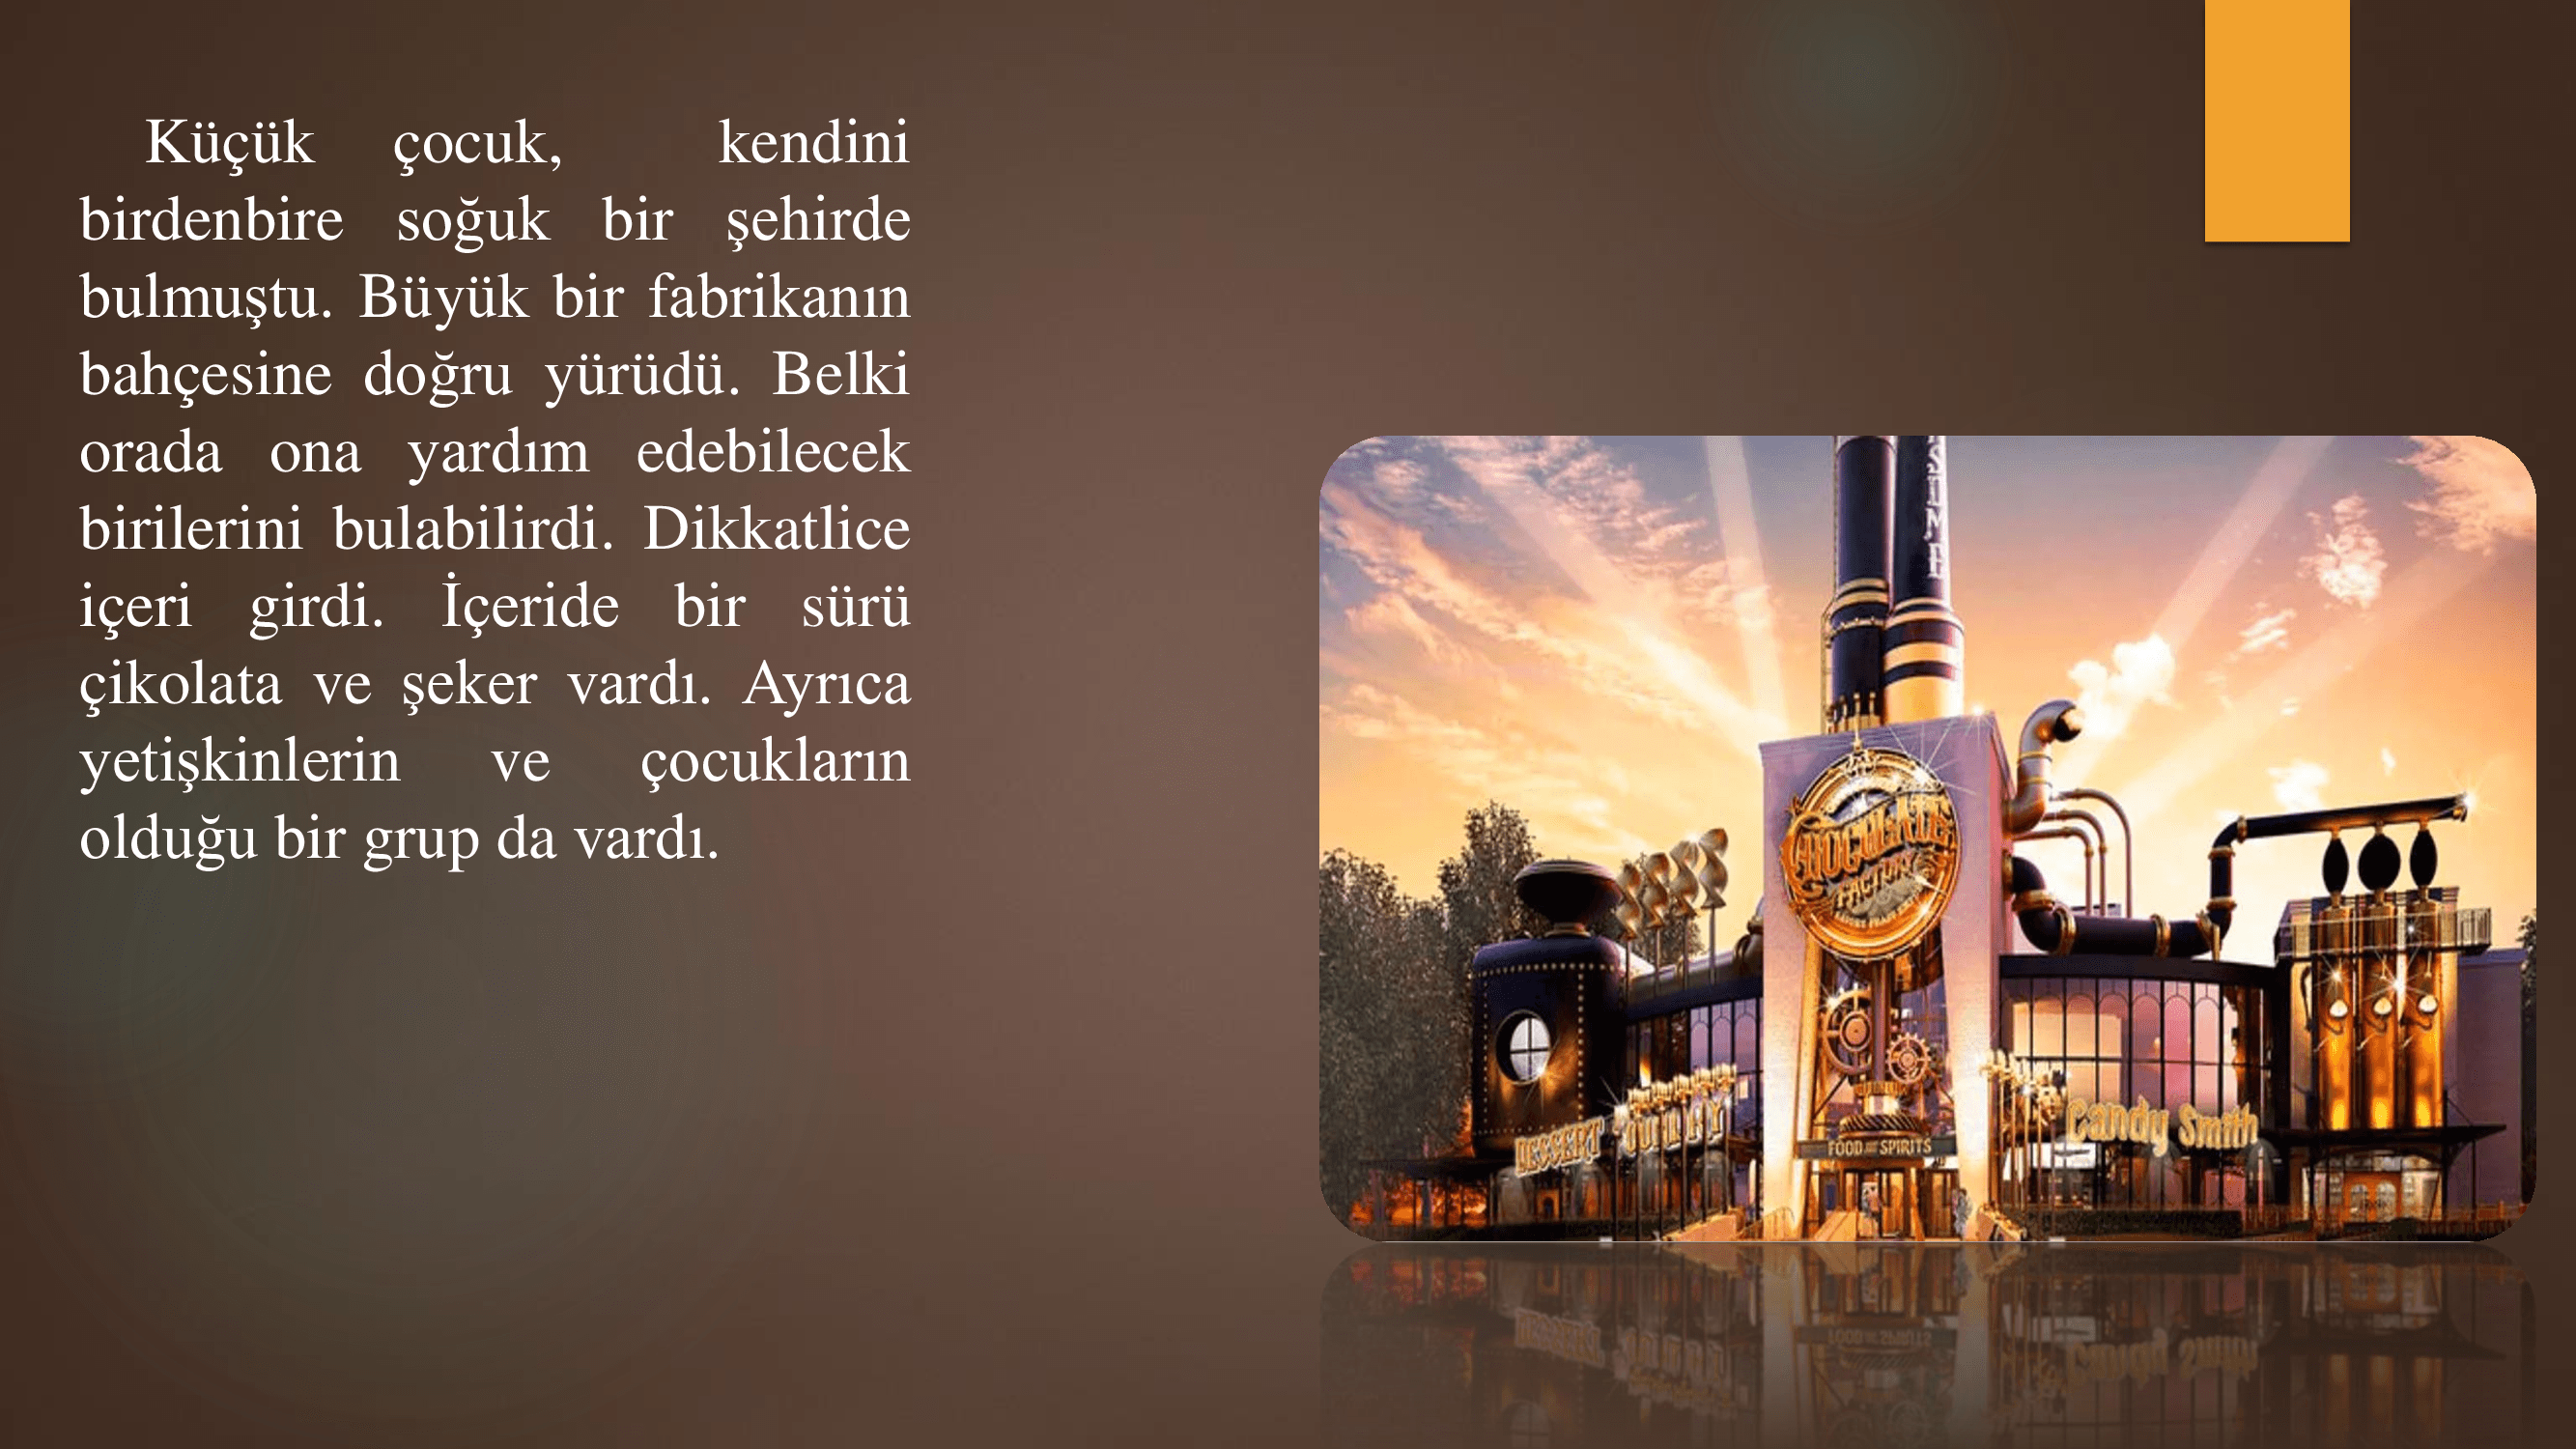 Küçük çocuk, kendini
birdenbire soğuk bir şehirde
bulmuştu. Büyük bir fabrikanın
bahçesine doğru yürüdü. Belki
orada ona yardım edebilecek
birilerini bulabilirdi. Dikkatlice
içeri girdi. İçeride bir sürü
çikolata ve şeker vardı. Ayrıca
yetişkinlerin ve çocukların
olduğu bir grup da vardı.
CHOCOLATE
FACTORY
DESSERT
FOOD AND SPIRITS
Candy Smith